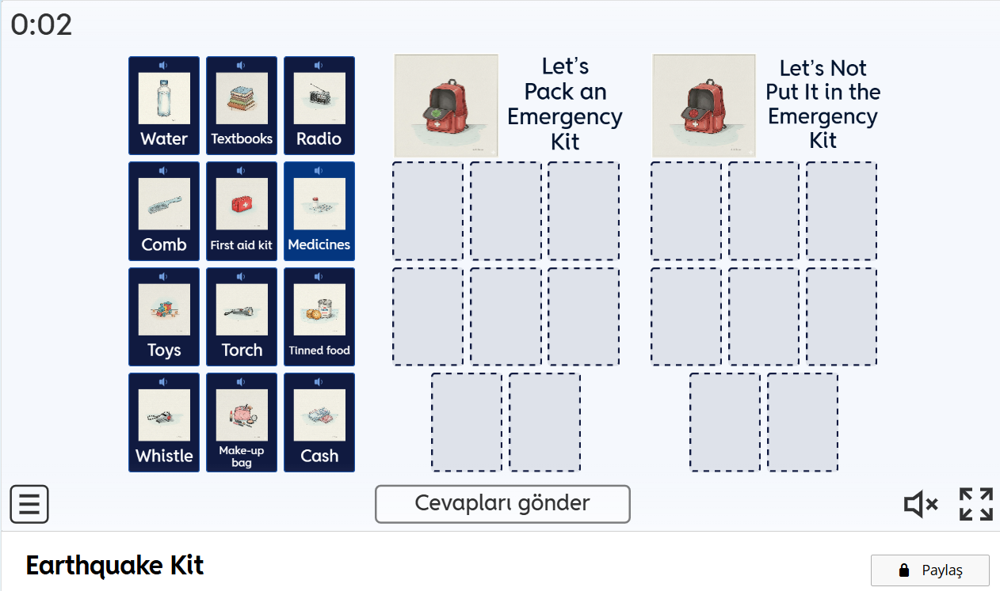 0:02
Water
Textbooks
Radio
Comb
First aid kit
Medicines
Toys
Torch
Tinned food
Whistle
Make-up
bag
Cash
Let’s
Pack an
Emergency
Kit
Let’s Not
Put It in the
Emergency
Kit
Cevapları gönder
Earthquake Kit
Paylaş